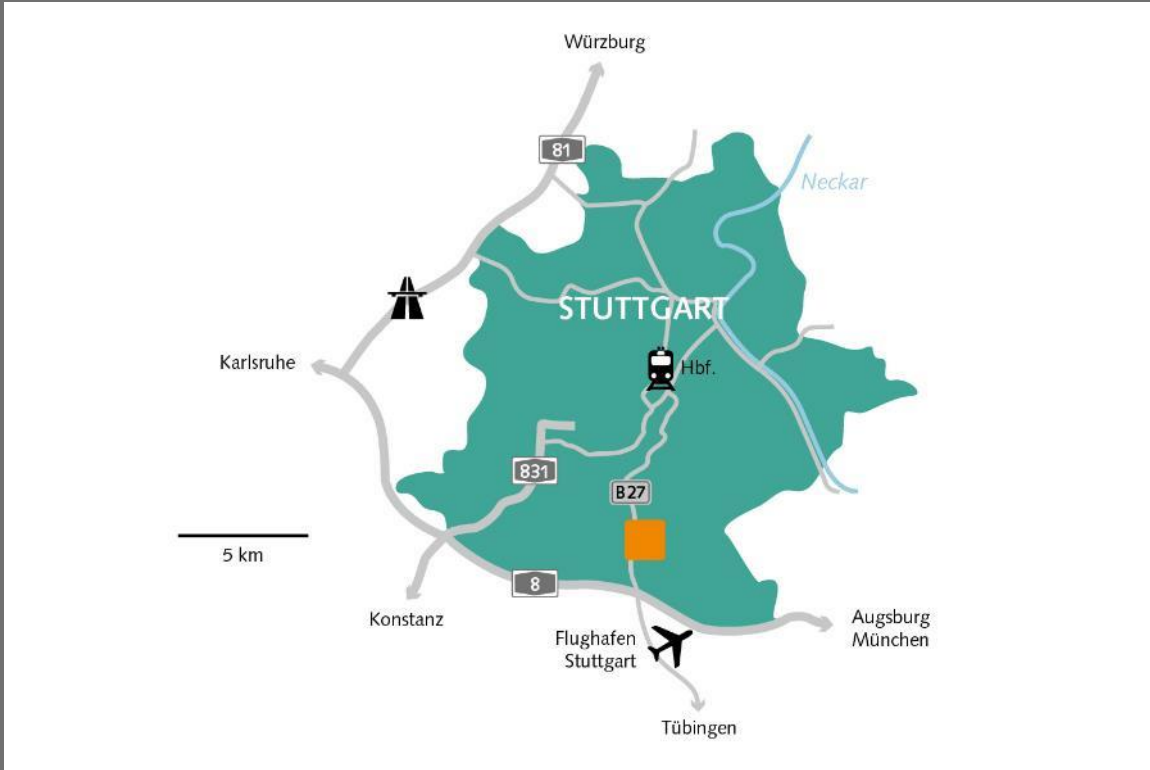 Würzburg
81
Neckar
STUTTGART
Karlsruhe
Hbf.
831
B27
5 km
8
Konstanz
Augsburg
München
Flughafen
Stuttgart
Tübingen